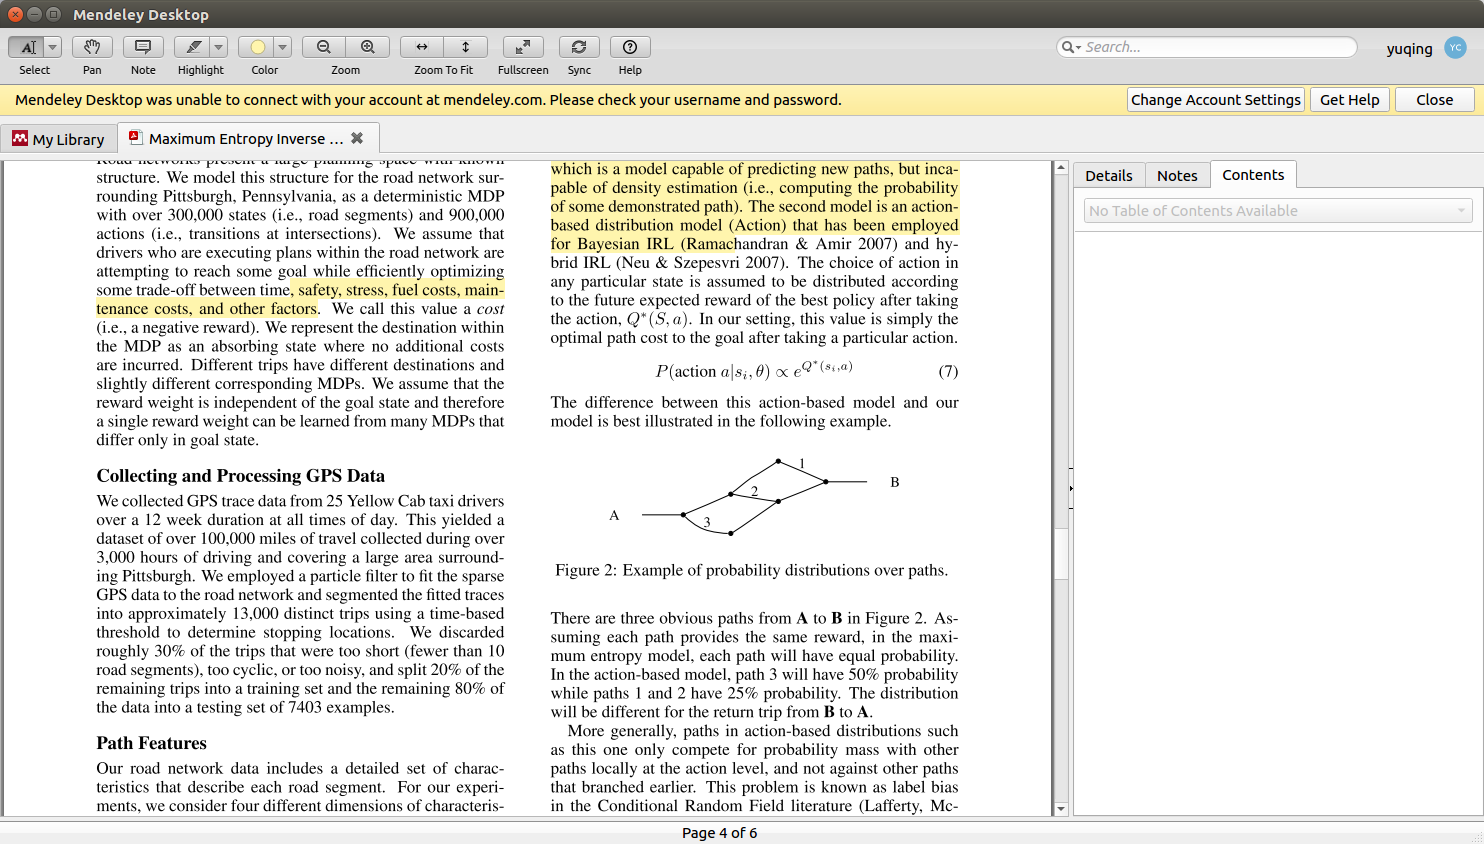 Mendeley Desktop
Select
Pan
Note
Highlight
Color
Zoom
Zoom To Fit
Fullscreen
Sync
Help
Search...
yuqing
YC
Mendeley Desktop was unable to connect with your account at mendeley.com. Please check your username and password.
Change Account Settings
Get Help
Close
My Library
Maximum Entropy Inverse ...
Road networks present a large planning space with known
structure. We model this structure for the road network sur-
rounding Pittsburgh, Pennsylvania, as a deterministic MDP
with over 300,000 states (i.e., road segments) and 900,000
actions (i.e., transitions at intersections). We assume that
drivers who are executing plans within the road network are
attempting to reach some goal while efficiently optimizing
some trade-off between time, safety, stress, fuel costs, main-
tenance costs, and other factors. We call this value a cost
(i.e., a negative reward). We represent the destination within
the MDP as an absorbing state where no additional costs
are incurred. Different trips have different destinations and
slightly different corresponding MDPs. We assume that the
reward weight is independent of the goal state and therefore
a single reward weight can be learned from many MDPs that
differ only in goal state.
Collecting and Processing GPS Data
We collected GPS trace data from 25 Yellow Cab taxi drivers
over a 12 week duration at all times of day. This yielded a
dataset of over 100,000 miles of travel collected during over
3,000 hours of driving and covering a large area surround-
ing Pittsburgh. We employed a particle filter to fit the sparse
GPS data to the road network and segmented the fitted traces
into approximately 13,000 distinct trips using a time-based
threshold to determine stopping locations. We discarded
roughly 30% of the trips that were too short (fewer than 10
road segments), too cyclic, or too noisy, and split 20% of the
remaining trips into a training set and the remaining 80% of
the data into a testing set of 7403 examples.
Path Features
Our road network data includes a detailed set of charac-
teristics that describe each road segment. For our experi-
ments, we consider four different dimensions of characteris-
which is a model capable of predicting new paths, but inca-
pable of density estimation (i.e., computing the probability
of some demonstrated path). The second model is an action-
based distribution model (Action) that has been employed
for Bayesian IRL (Ramachandran & Amir 2007) and hy-
brid IRL (Neu & Szepesvri 2007). The choice of action in
any particular state is assumed to be distributed according
to the future expected reward of the best policy after taking
the action, Q*(S, a). In our setting, this value is simply the
optimal path cost to the goal after taking a particular action.
P(action a|s_i, θ) ∝ e^{Q*(s_i,a)} (7)
The difference between this action-based model and our
model is best illustrated in the following example.
1
B
2
A
3
Figure 2: Example of probability distributions over paths.
There are three obvious paths from A to B in Figure 2. As-
suming each path provides the same reward, in the maxi-
mum entropy model, each path will have equal probability.
In the action-based model, path 3 will have 50% probability
while paths 1 and 2 have 25% probability. The distribution
will be different for the return trip from B to A.
More generally, paths in action-based distributions such
as this one only compete for probability mass with other
paths locally at the action level, and not against other paths
that branched earlier. This problem is known as label bias
in the Conditional Random Field literature (Lafferty, Mc-
Details
Notes
Contents
No Table of Contents Available
Page 4 of 6